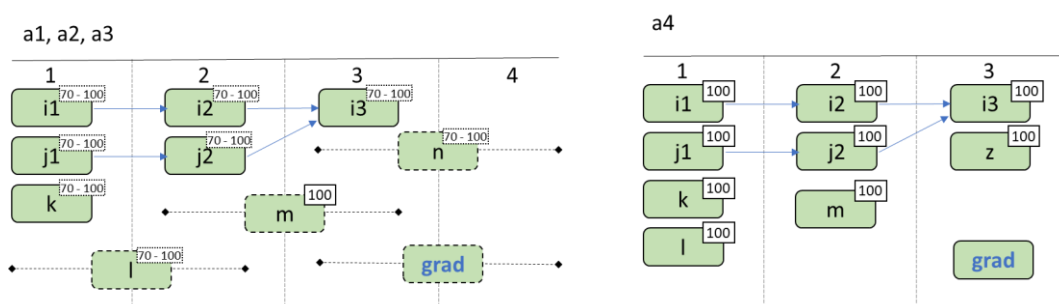 a1, a2, a3
1 2 3 4
i1 70 - 100 i2 70 - 100 i3 70 - 100
j1 70 - 100 j2 70 - 100 n 70 - 100
k 70 - 100
m 100
l 70 - 100
grad
a4
1 2 3
i1 100 i2 100 i3 100
j1 100 j2 100 z 100
k 100 m 100
l 100
grad